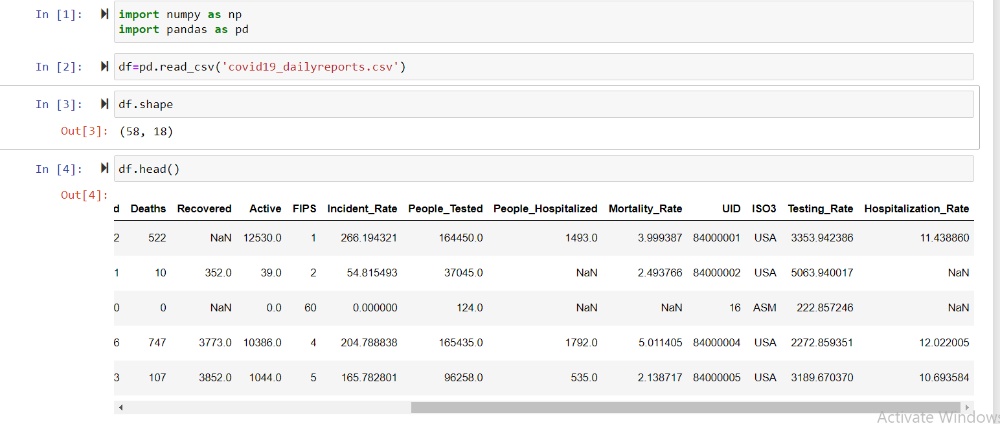 In [1]: import numpy as np
import pandas as pd
In [2]: df=pd.read_csv('covid19_dailyreports.csv')
In [3]: df.shape
Out[3]: (58, 18)
In [4]: df.head()
Out[4]:
d Deaths Recovered Active FIPS Incident_Rate People_Tested People_Hospitalized Mortality_Rate UID ISO3 Testing_Rate Hospitalization_Rate
2 522 NaN 12530.0 1 266.194321 164450.0 1493.0 3.999387 84000001 USA 3353.942386 11.438860
1 10 352.0 39.0 2 54.815493 37045.0 NaN 2.493766 84000002 USA 5063.940017 NaN
0 0 NaN 0.0 60 0.000000 124.0 NaN NaN 16 ASM 222.857246 NaN
6 747 3773.0 10386.0 4 204.788838 165435.0 1792.0 5.011405 84000004 USA 2272.859351 12.022005
3 107 3852.0 1044.0 5 165.782801 96258.0 535.0 2.138717 84000005 USA 3189.670370 10.693584
Activate Windows